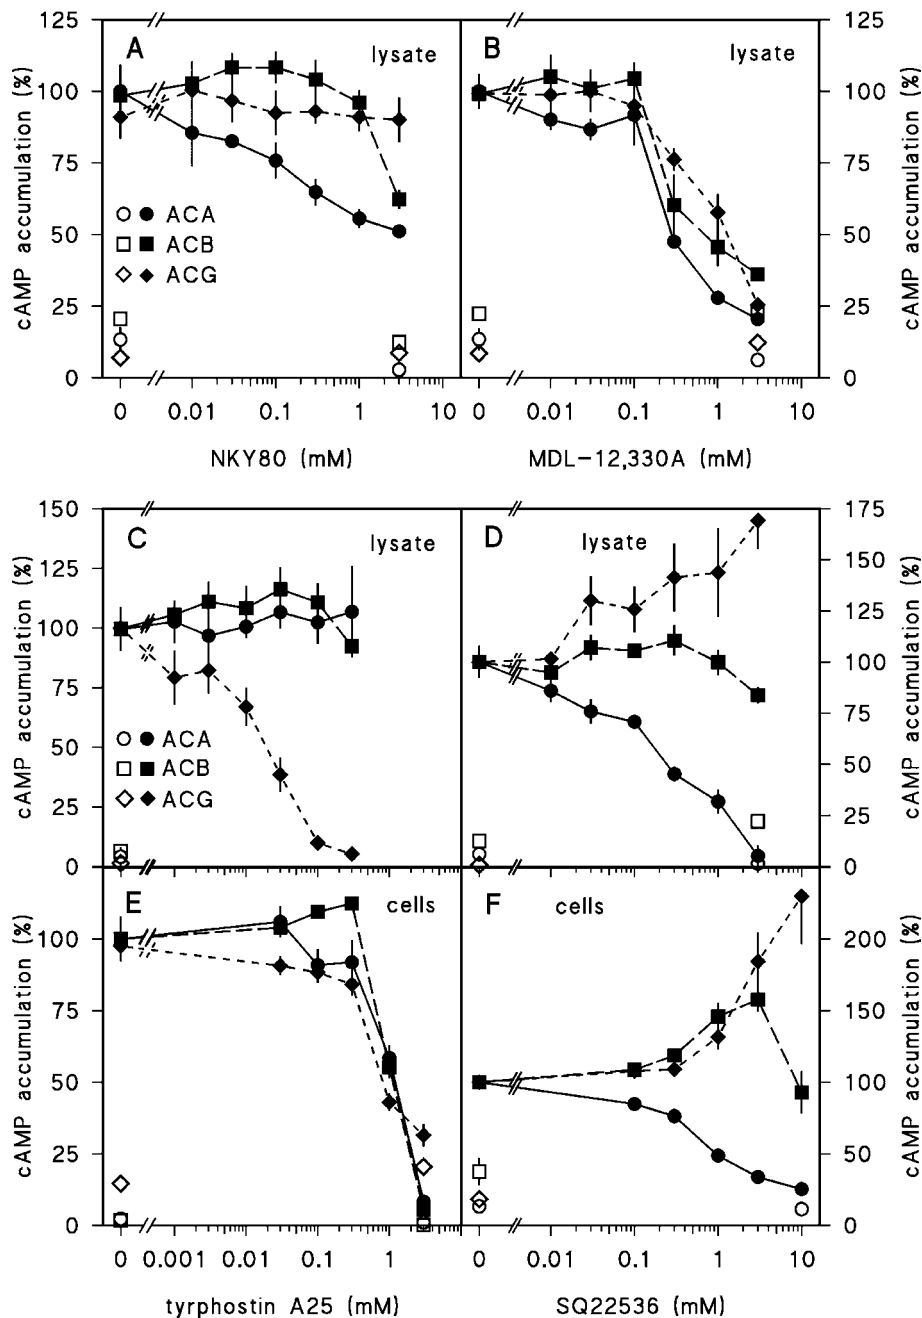 125
100
75
50
25
0
cAMP accumulation (%)
A
lysate
ACA
ACB
ACG
0
0.01
0.1
1
10
NKY80 (mM)
B
lysate
125
100
75
50
25
0
cAMP accumulation (%)
0
0.01
0.1
1
10
MDL-12,330A (mM)
150
125
100
75
50
25
0
cAMP accumulation (%)
C
lysate
ACA
ACB
ACG
D
lysate
175
150
125
100
75
50
25
0
cAMP accumulation (%)
100
75
50
25
0
cAMP accumulation (%)
E
cells
0
0.001
0.01
0.1
1
tyrphostin A25 (mM)
F
cells
200
150
100
50
0
cAMP accumulation (%)
0
0.01
0.1
1
10
SQ22536 (mM)